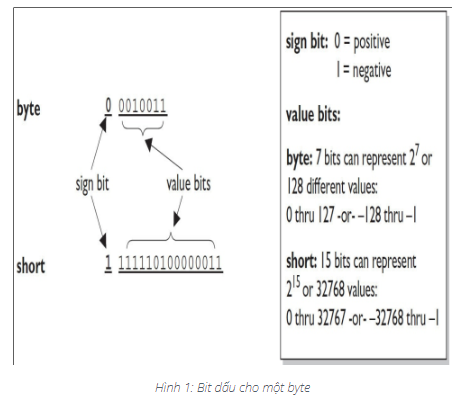 byte
0 0010011
sign bit
value bits
short
1 111110100000011
sign bit: 0 = positive
1 = negative
value bits:
byte: 7 bits can represent 2⁷ or
128 different values:
0 thru 127 -or- –128 thru –1
short: 15 bits can represent
2¹⁵ or 32768 values:
0 thru 32767 -or- –32768 thru –1
Hình 1: Bit dấu cho một byte